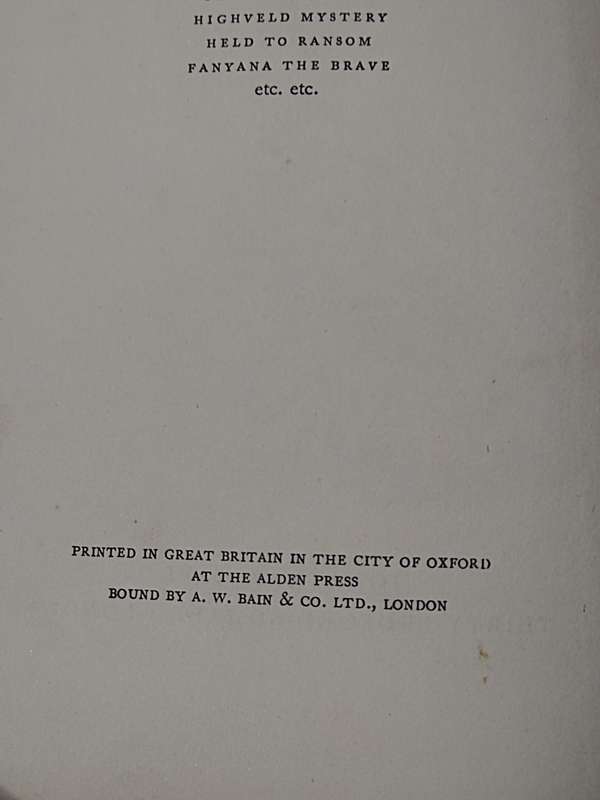 HIGHVELD MYSTERY
HELD TO RANSOM
FANYANA THE BRAVE
etc. etc.
PRINTED IN GREAT BRITAIN IN THE CITY OF OXFORD
AT THE ALDEN PRESS
BOUND BY A. W. BAIN & CO. LTD., LONDON